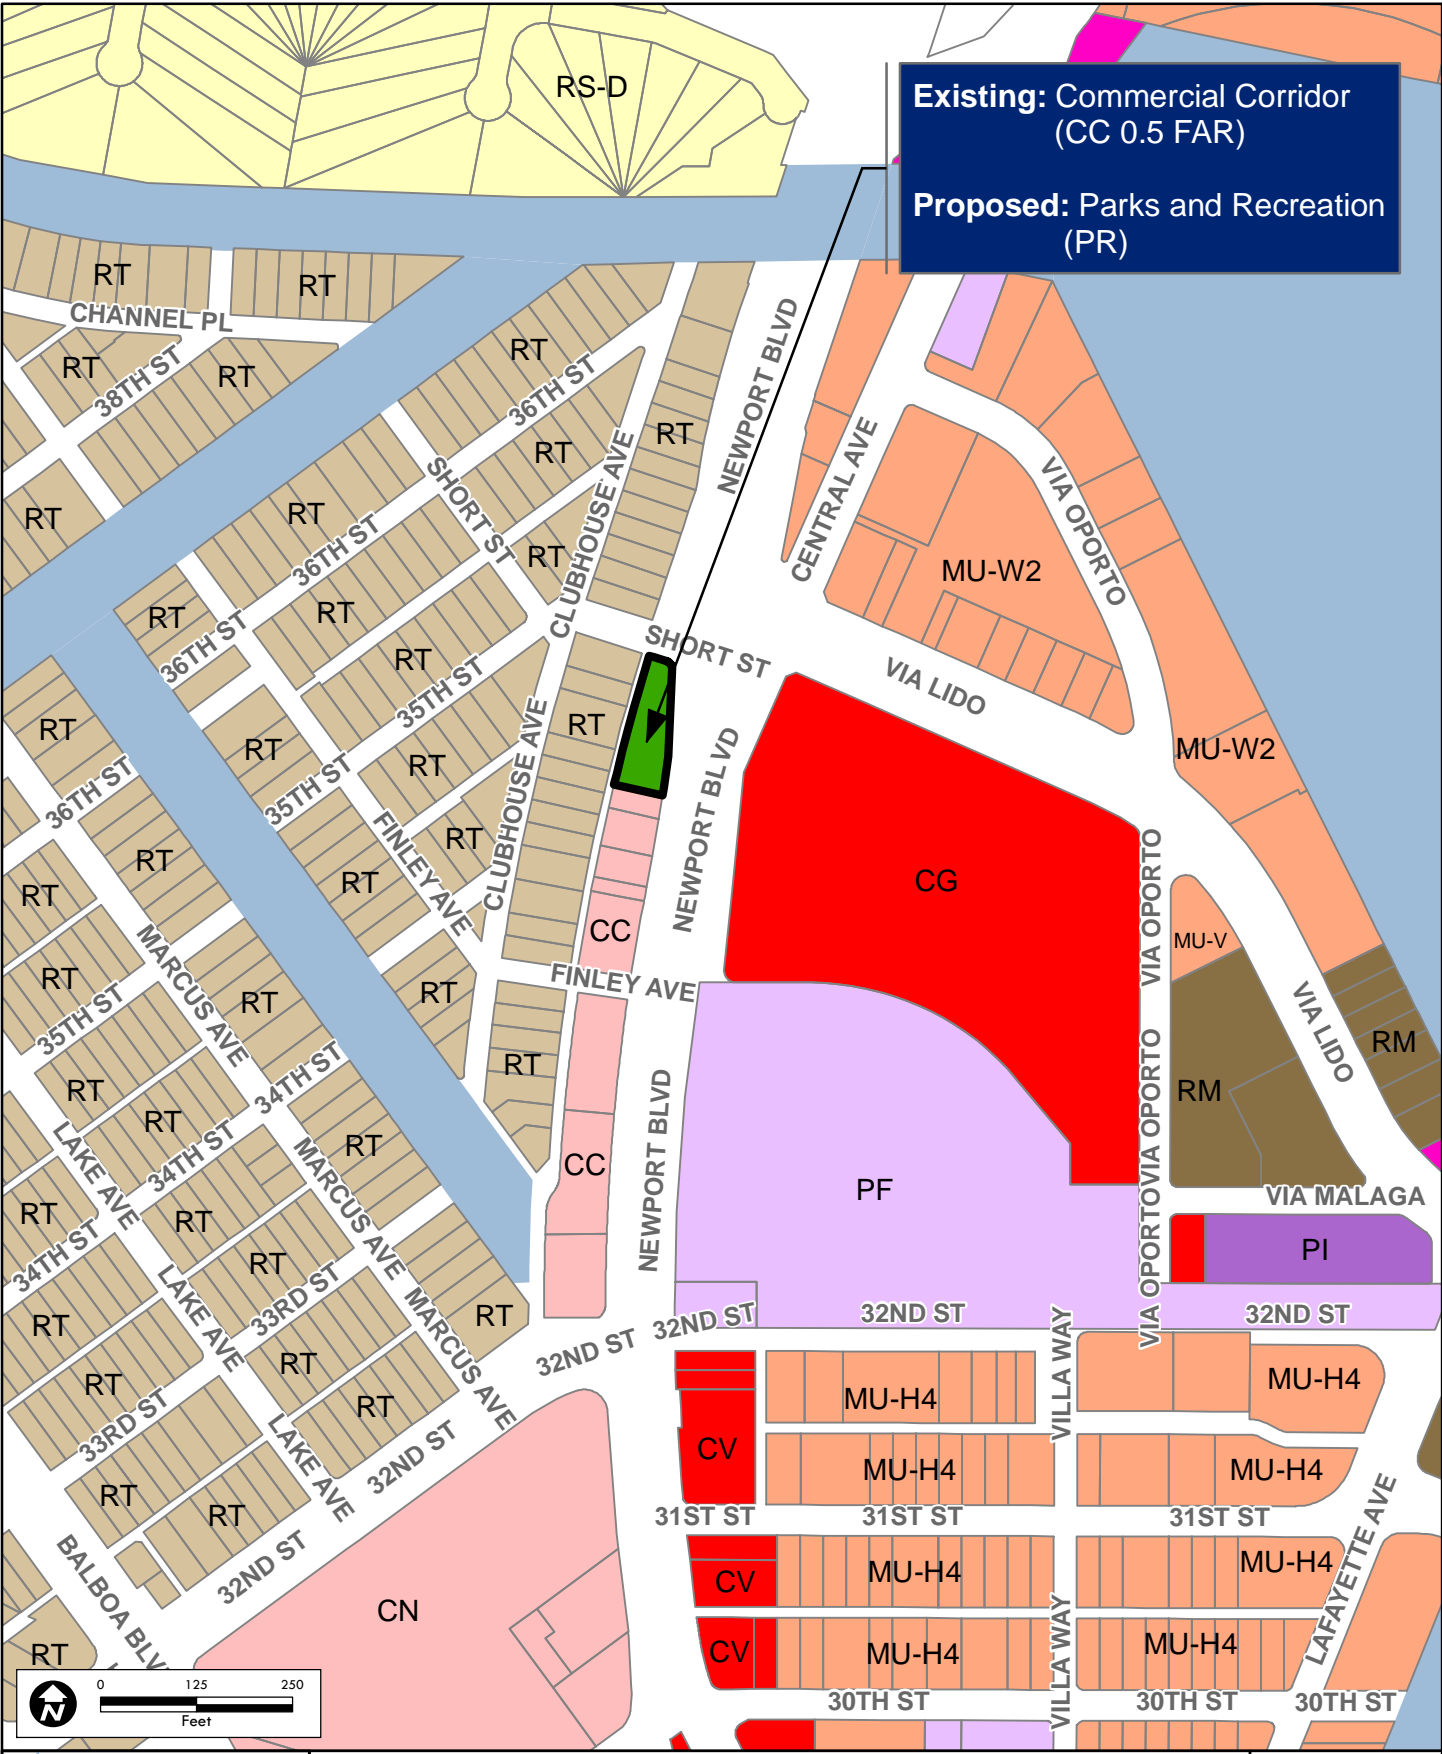 RS-D
Existing: Commercial Corridor
(CC 0.5 FAR)
Proposed: Parks and Recreation
(PR)
RT
RT
CHANNEL PL
RT
38TH ST
RT
RT
36TH ST
RT
RT
NEWPORT BLVD
CENTRAL AVE
VIA OPORTO
RT
SHORT ST
RT
CLUBHOUSE AVE
RT
36TH ST
RT
MU-W2
RT
RT
36TH ST
RT
SHORT ST
VIA LIDO
35TH ST
RT
RT
RT
CLUBHOUSE AVE
NEWPORT BLVD
MU-W2
36TH ST
35TH ST
RT
FINLEY AVE
RT
RT
RT
RT
CG
VIA OPORTO
CC
MU-V
MARCUS AVE
RT
35TH ST
RT
RT
FINLEY AVE
VIA LIDO
RM
RT
RT
34TH ST
NEWPORT BLVD
RM
RT
LAKE AVE
34TH ST
RT
MARCUS AVE
CC
PF
VIA OPORTO
VIA OPORTO
VIA MALAGA
RT
34TH ST
RT
RT
PI
LAKE AVE
33RD ST
MARCUS AVE
RT
RT
32ND ST
32ND ST
32ND ST
32ND ST
VILLA WAY
RT
RT
MU-H4
MU-H4
33RD ST
RT
LAKE AVE
32ND ST
CV
MU-H4
MU-H4
RT
RT
31ST ST
31ST ST
31ST ST
LAFAYETTE AVE
BALBOA BLV
32ND ST
CN
CV
MU-H4
MU-H4
RT
CV
MU-H4
VILLA WAY
MU-H4
30TH ST
30TH ST
30TH ST
N
0 125 250
Feet